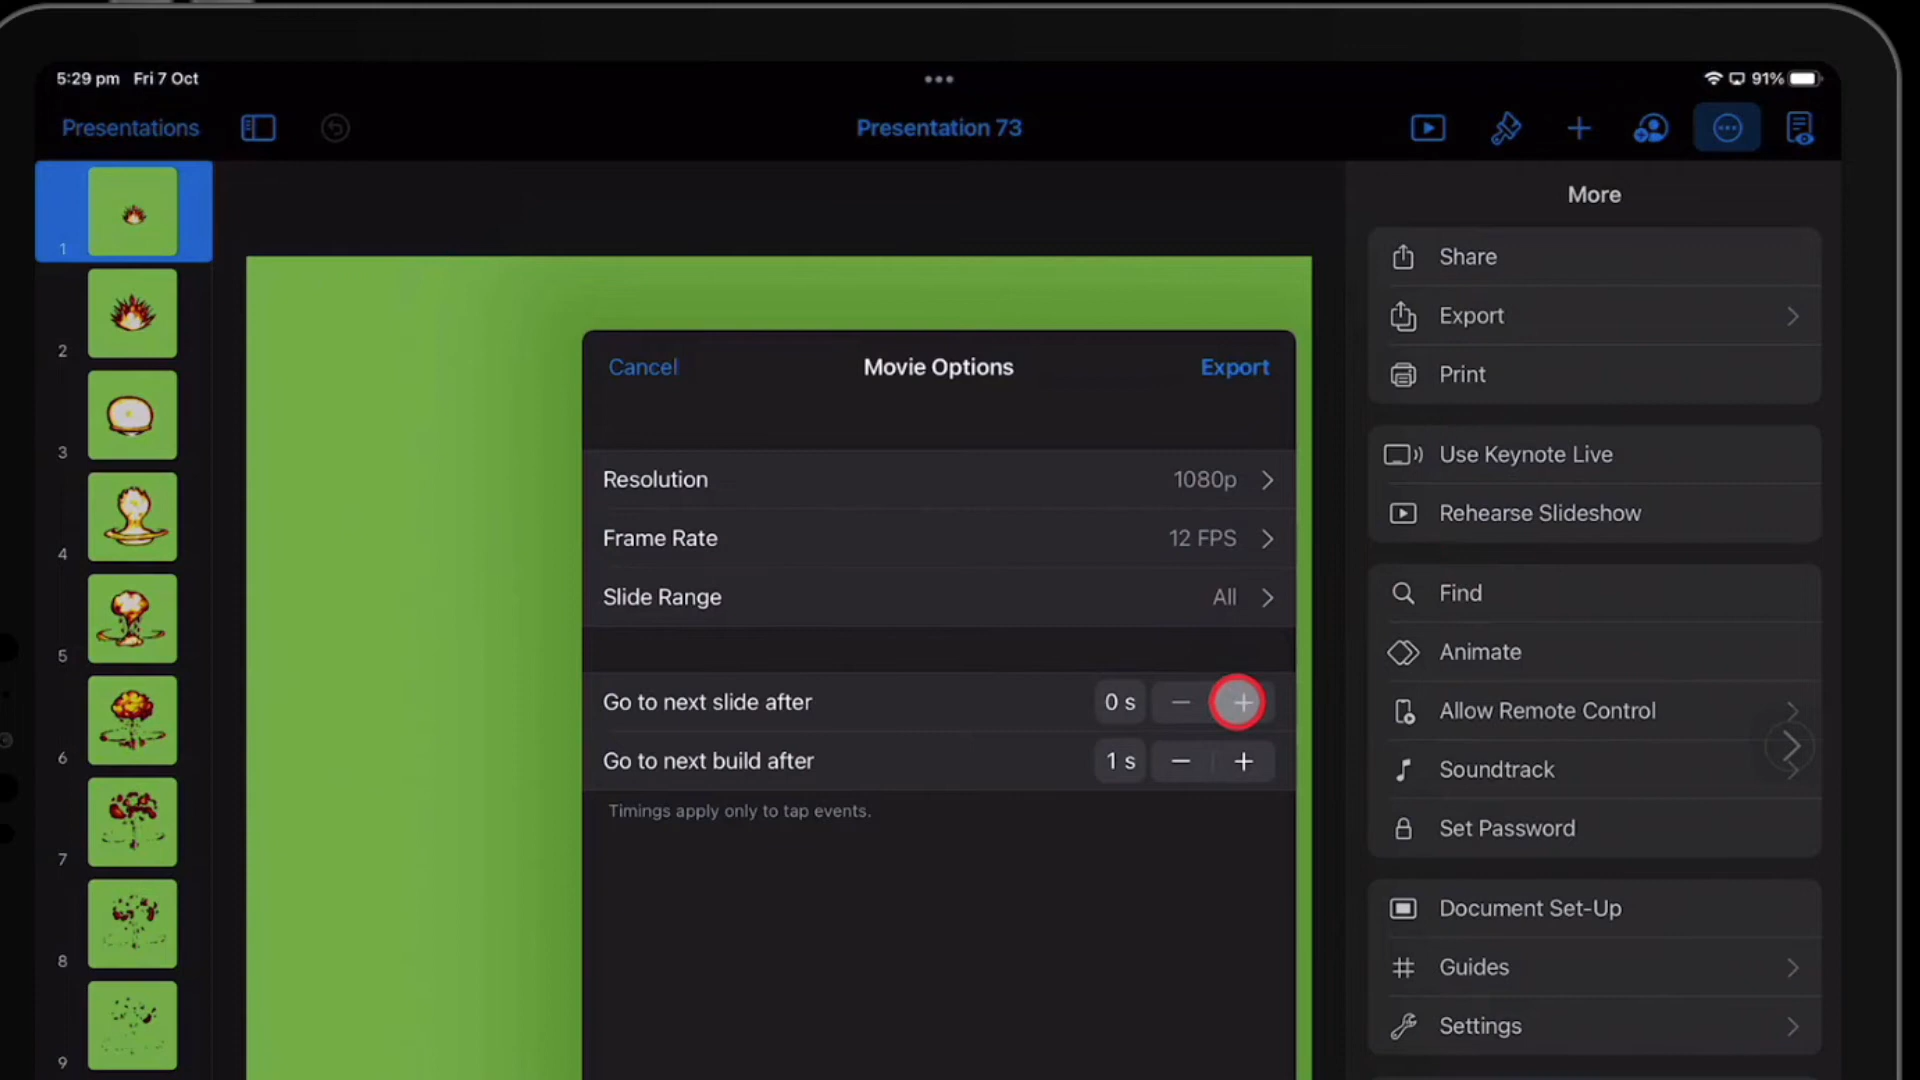 5:29 pm Fri 7 Oct
91%
Presentations
Presentation 73
1
2
3
4
5
6
7
8
9
Cancel
Movie Options
Export
Resolution 1080p
Frame Rate 12 FPS
Slide Range All
Go to next slide after 0 s
Go to next build after 1 s
Timings apply only to tap events.
More
Share
Export
Print
Use Keynote Live
Rehearse Slideshow
Find
Animate
Allow Remote Control
Soundtrack
Set Password
Document Set-Up
Guides
Settings